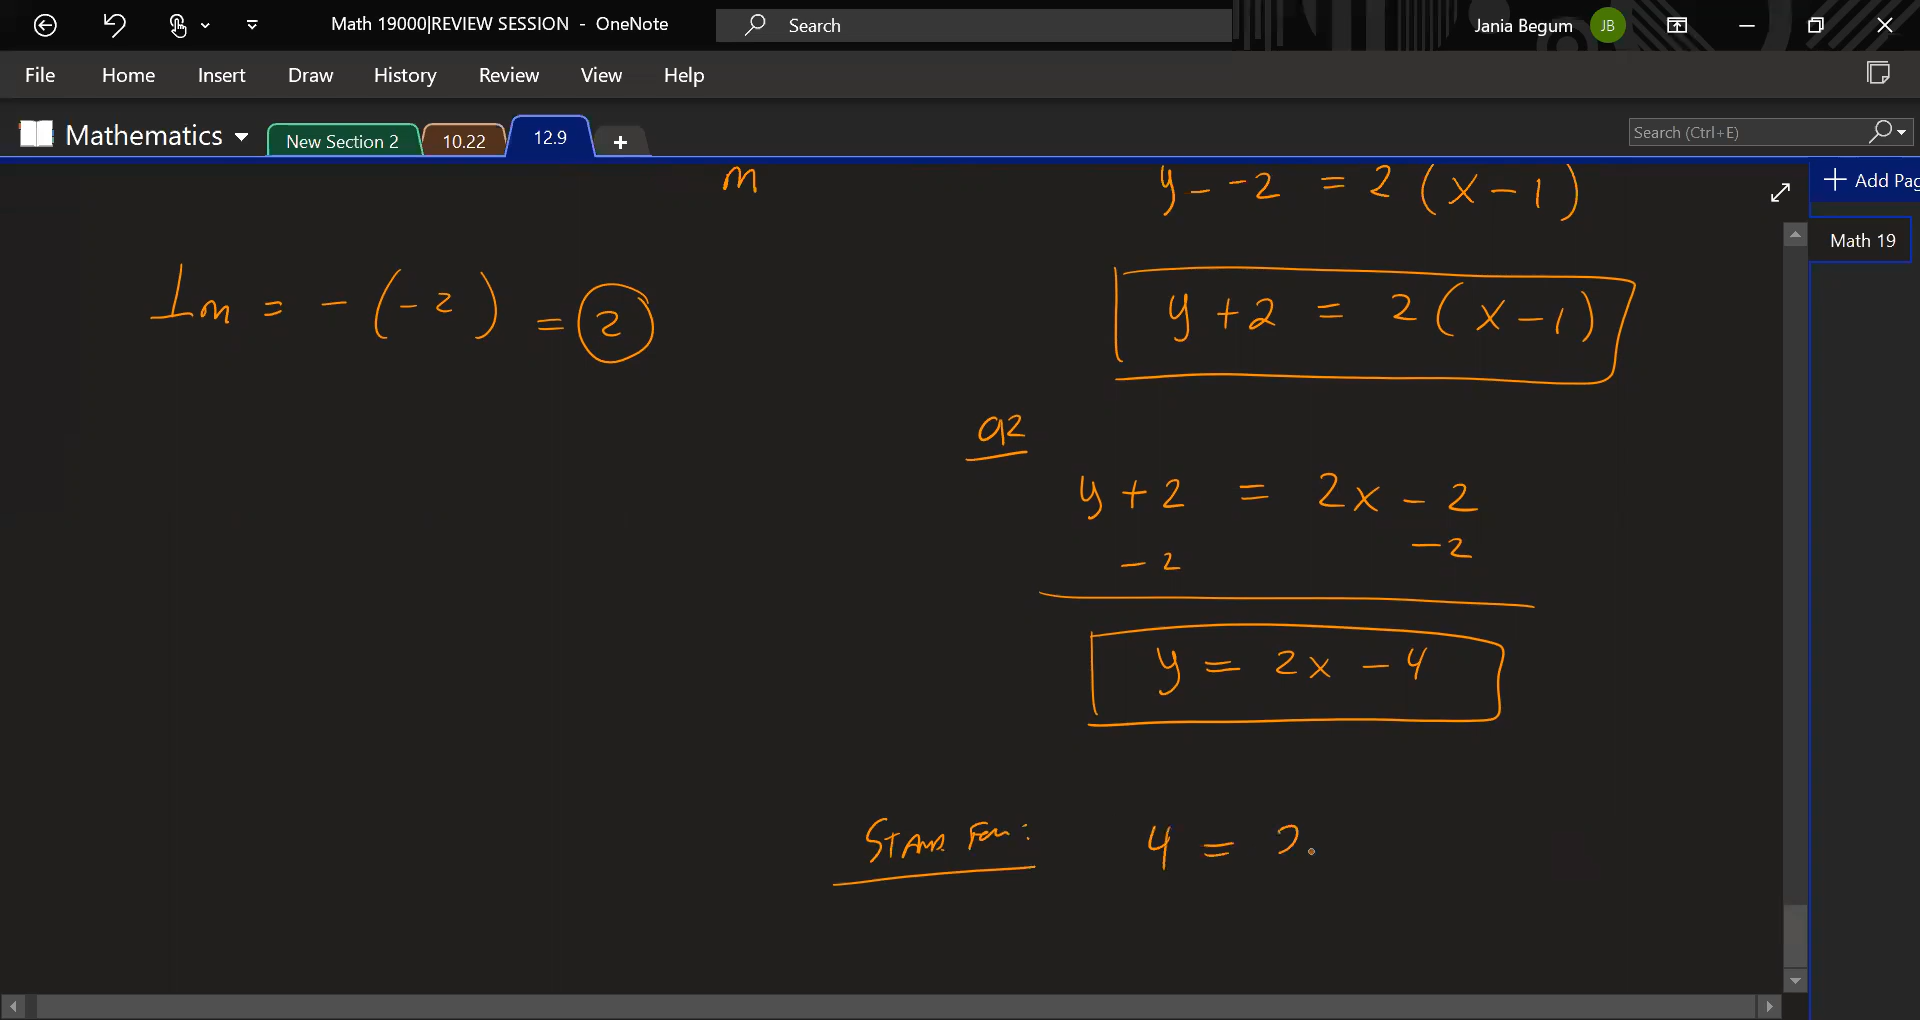 Math 19000|REVIEW SESSION - OneNote
Search
Jania Begum
JB
File Home Insert Draw History Review View Help
Mathematics
New Section 2
10.22
12.9
+
Search (Ctrl+E)
Add Pag
Math 19
m
y - -2 = 2 (x - 1)
⊥m = - (-2) = 2
y + 2 = 2 (x - 1)
y + 2 = 2x - 2
- 2 - 2
y = 2x - 4
4 = 2